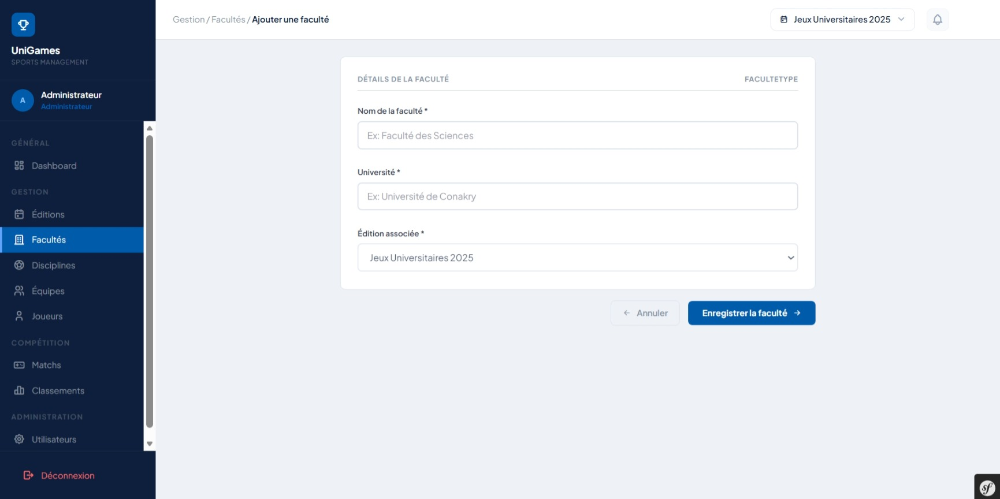 UniGames
SPORTS MANAGEMENT
A
Administrateur
Administrateur
GÉNÉRAL
Dashboard
GESTION
Éditions
Facultés
Disciplines
Équipes
Joueurs
COMPÉTITION
Matchs
Classements
ADMINISTRATION
Utilisateurs
Déconnexion
Gestion / Facultés / Ajouter une faculté
Jeux Universitaires 2025
DÉTAILS DE LA FACULTÉ
FACULTETYPE
Nom de la faculté *
Ex: Faculté des Sciences
Université *
Ex: Université de Conakry
Édition associée *
Jeux Universitaires 2025
← Annuler
Enregistrer la faculté →
sf